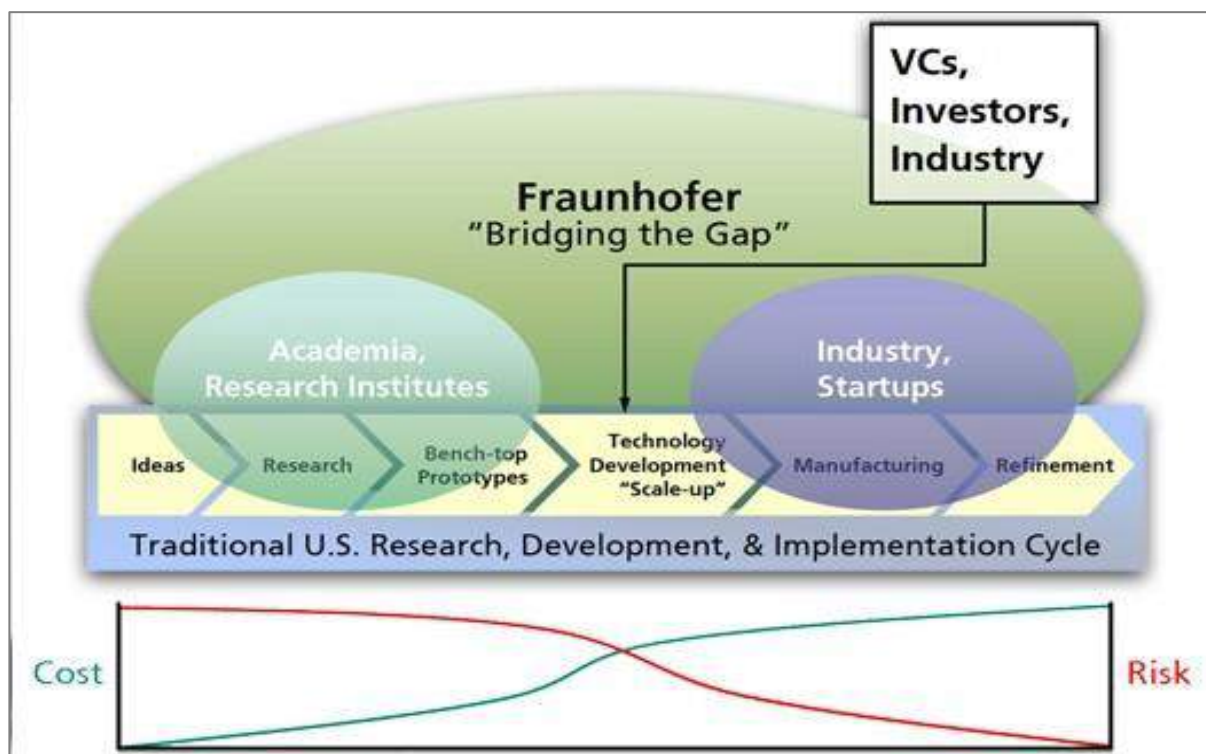 VCs,
Investors,
Industry
Fraunhofer
"Bridging the Gap"
Academia,
Research Institutes
Industry,
Startups
Ideas
Research
Bench-top
Prototypes
Technology
Development
"Scale-up"
Manufacturing
Refinement
Traditional U.S. Research, Development, & Implementation Cycle
Cost
Risk